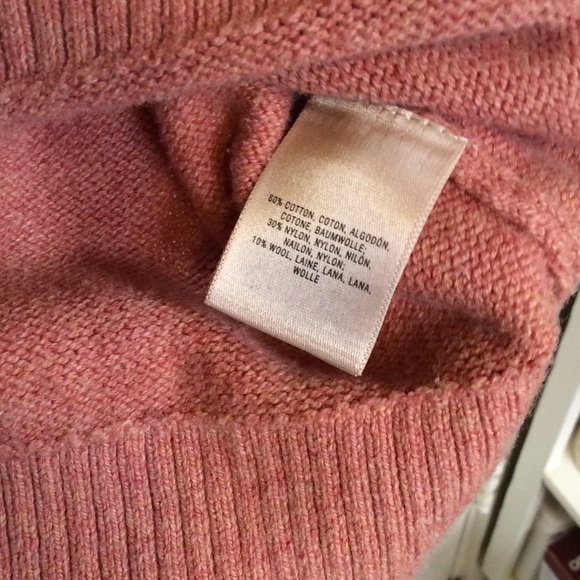 60% COTTON, COTON, ALGODÓN,
COTONE, BAUMWOLLE;
30% NYLON, NYLON, NILÓN,
NAILON, NYLON;
10% WOOL, LAINE, LANA, LANA,
WOLLE